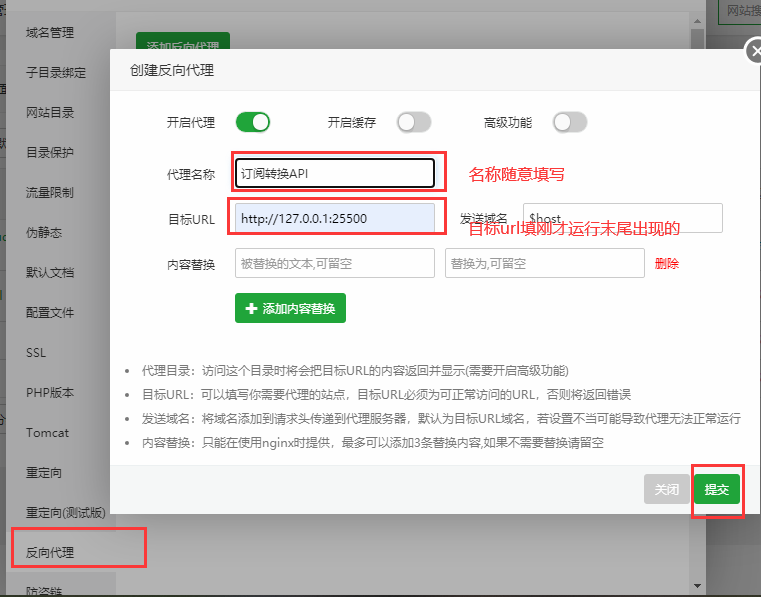 域名管理
子目录绑定
网站目录
目录保护
流量限制
伪静态
默认文档
配置文件
SSL
PHP版本
Tomcat
重定向
重定向(测试版)
反向代理
防盗链
添加反向代理
网站搜
创建反向代理
开启代理
开启缓存
高级功能
代理名称
订阅转换API
名称随意填写
目标URL
http://127.0.0.1:25500
发送域名
$host
目标url填刚才运行末尾出现的
内容替换
被替换的文本,可留空
替换为,可留空
删除
添加内容替换
代理目录：访问这个目录时将会把目标URL的内容返回并显示(需要开启高级功能)
目标URL：可以填写你需要代理的站点，目标URL必须为可正常访问的URL，否则将返回错误
发送域名：将域名添加到请求头传递到代理服务器，默认为目标URL域名，若设置不当可能导致代理无法正常运行
内容替换：只能在使用nginx时提供，最多可以添加3条替换内容,如果不需要替换请留空
关闭
提交